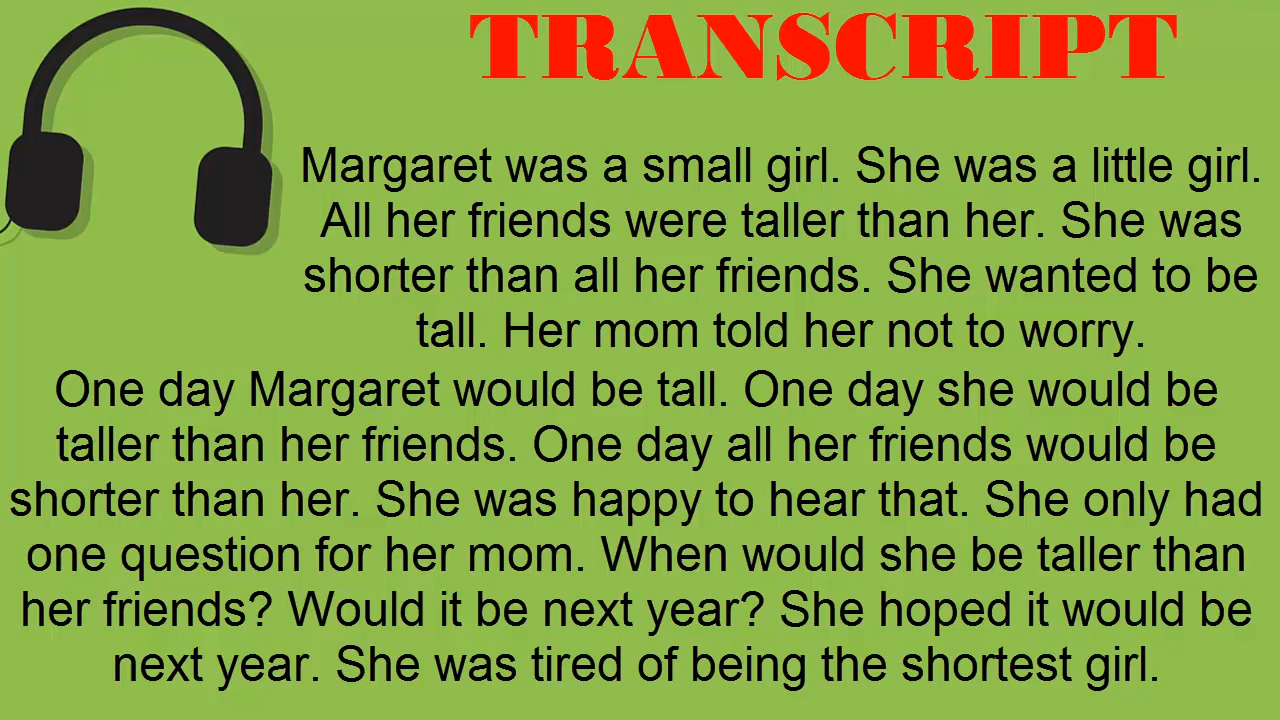 TRANSCRIPT
Margaret was a small girl. She was a little girl.
All her friends were taller than her. She was
shorter than all her friends. She wanted to be
tall. Her mom told her not to worry.
One day Margaret would be tall. One day she would be
taller than her friends. One day all her friends would be
shorter than her. She was happy to hear that. She only had
one question for her mom. When would she be taller than
her friends? Would it be next year? She hoped it would be
next year. She was tired of being the shortest girl.